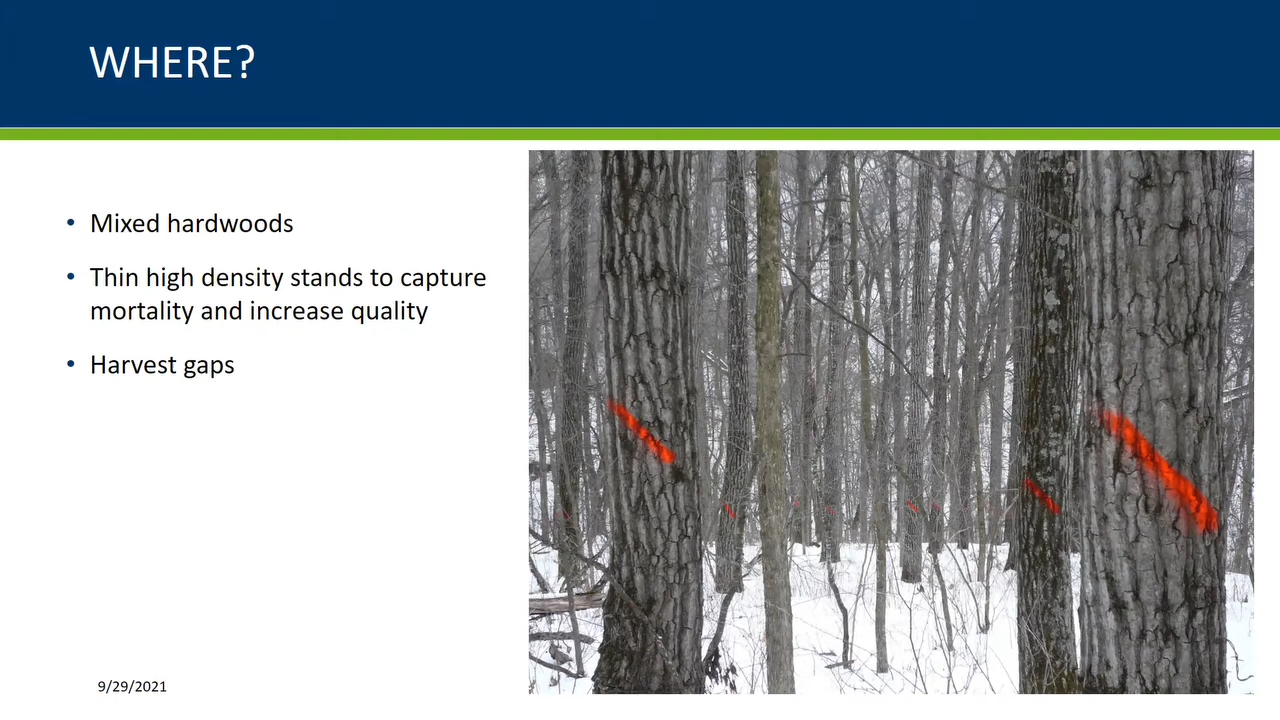 WHERE?
• Mixed hardwoods
• Thin high density stands to capture
mortality and increase quality
• Harvest gaps
9/29/2021